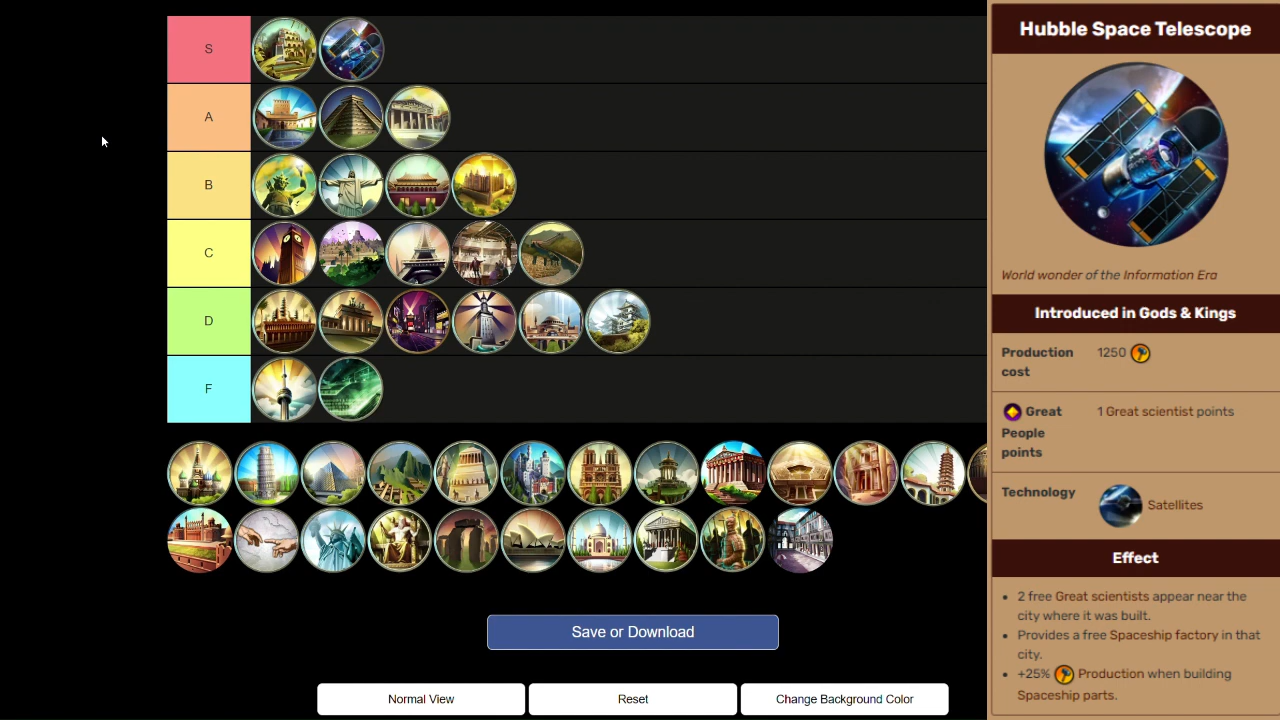 S
A
B
C
D
F
Save or Download
Normal View
Reset
Change Background Color
Hubble Space Telescope
World wonder of the Information Era
Introduced in Gods & Kings
Production
cost
1250
Great
People
points
1 Great scientist points
Technology
Satellites
Effect
2 free Great scientists appear near the
city where it was built.
Provides a free Spaceship factory in that
city.
+25% Production when building
Spaceship parts.